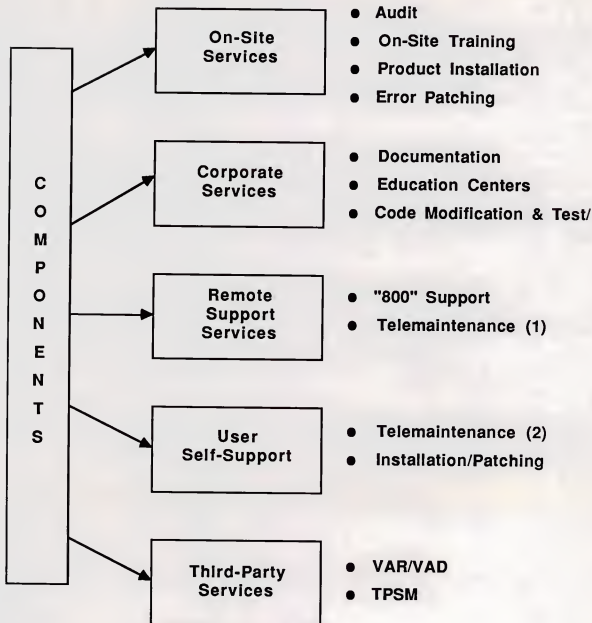 COMPONENTS
On-Site
Services
● Audit
● On-Site Training
● Product Installation
● Error Patching
Corporate
Services
● Documentation
● Education Centers
● Code Modification & Test/
Remote
Support
Services
● "800" Support
● Telemaintenance (1)
User
Self-Support
● Telemaintenance (2)
● Installation/Patching
Third-Party
Services
● VAR/VAD
● TPSM